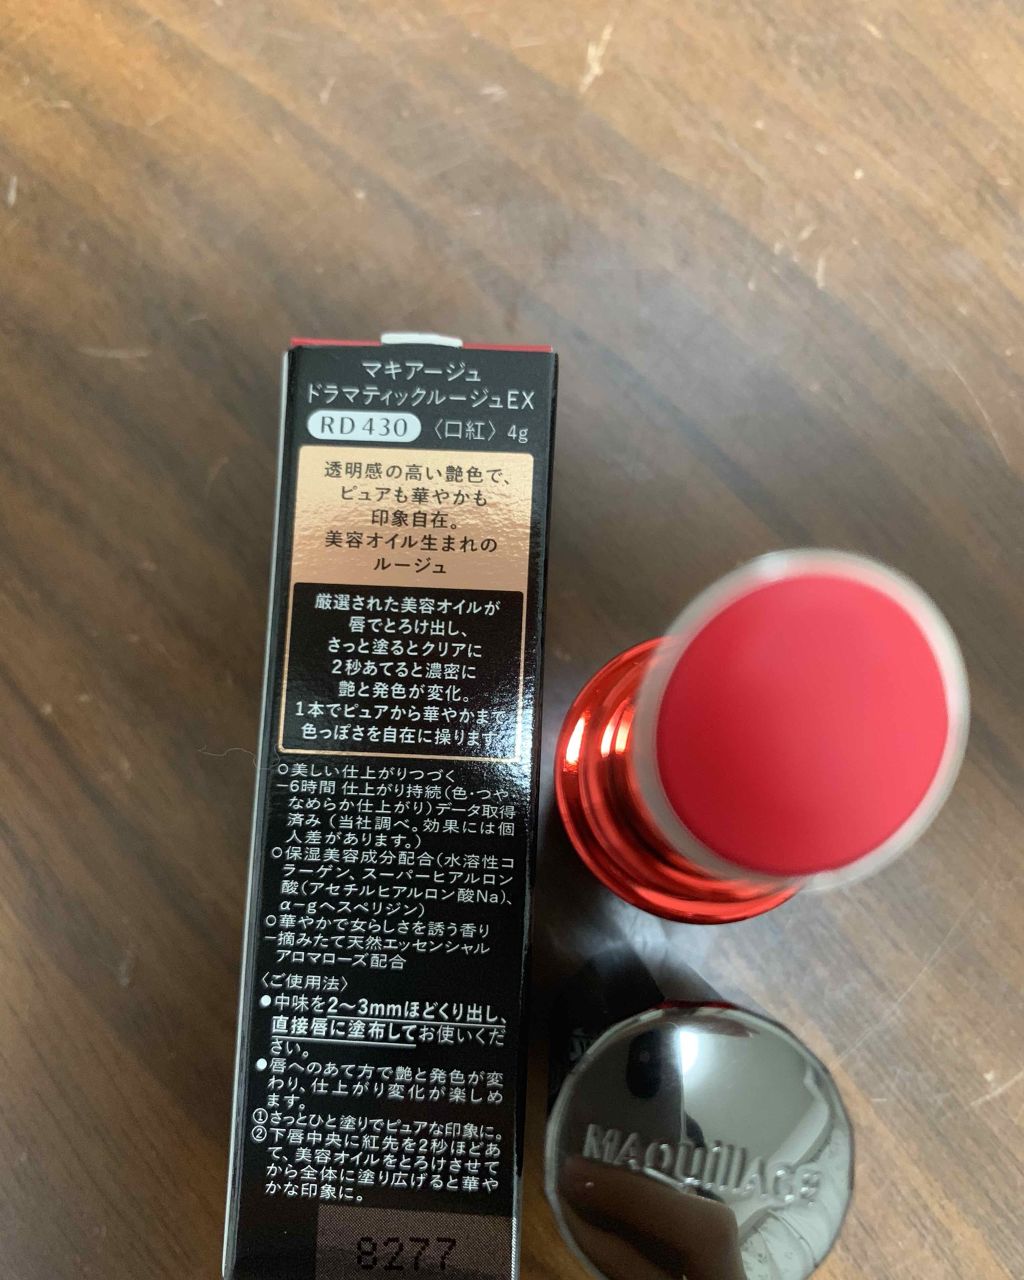 マキアージュ
ドラマティックルージュEX
RD 430 〈口紅〉 4g
透明感の高い艶色で、
ピュアも華やかも
印象自在。
美容オイル生まれの
ルージュ
厳選された美容オイルが
唇でとろけ出し、
さっと塗るとクリアに
2秒あてると濃密に
艶と発色が変化。
1本でピュアから華やかまで
色っぽさを自在に操ります。
○美しい仕上がりつづく
−6時間 仕上がり持続(色・つや
なめらか仕上がり)データ取得
済み(当社調べ。効果には個
人差があります。)
○保湿美容成分配合(水溶性コ
ラーゲン、スーパーヒアルロン
酸(アセチルヒアルロン酸Na)、
α−gヘスペリジン)
○華やかで女らしさを誘う香り
−摘みたて天然エッセンシャル
アロマローズ配合
〈ご使用法〉
●中味を2〜3mmほどくり出し、
直接唇に塗布してお使いくだ
さい。
●唇へのあて方で艶と発色が変
わり、仕上がり変化が楽しめ
ます。
①さっとひと塗りでピュアな印象に。
②下唇中央に紅先を2秒ほどあ
て、美容オイルをとろけさせて
から全体に塗り広げると華や
かな印象に。
8277
MAQUIllAGE